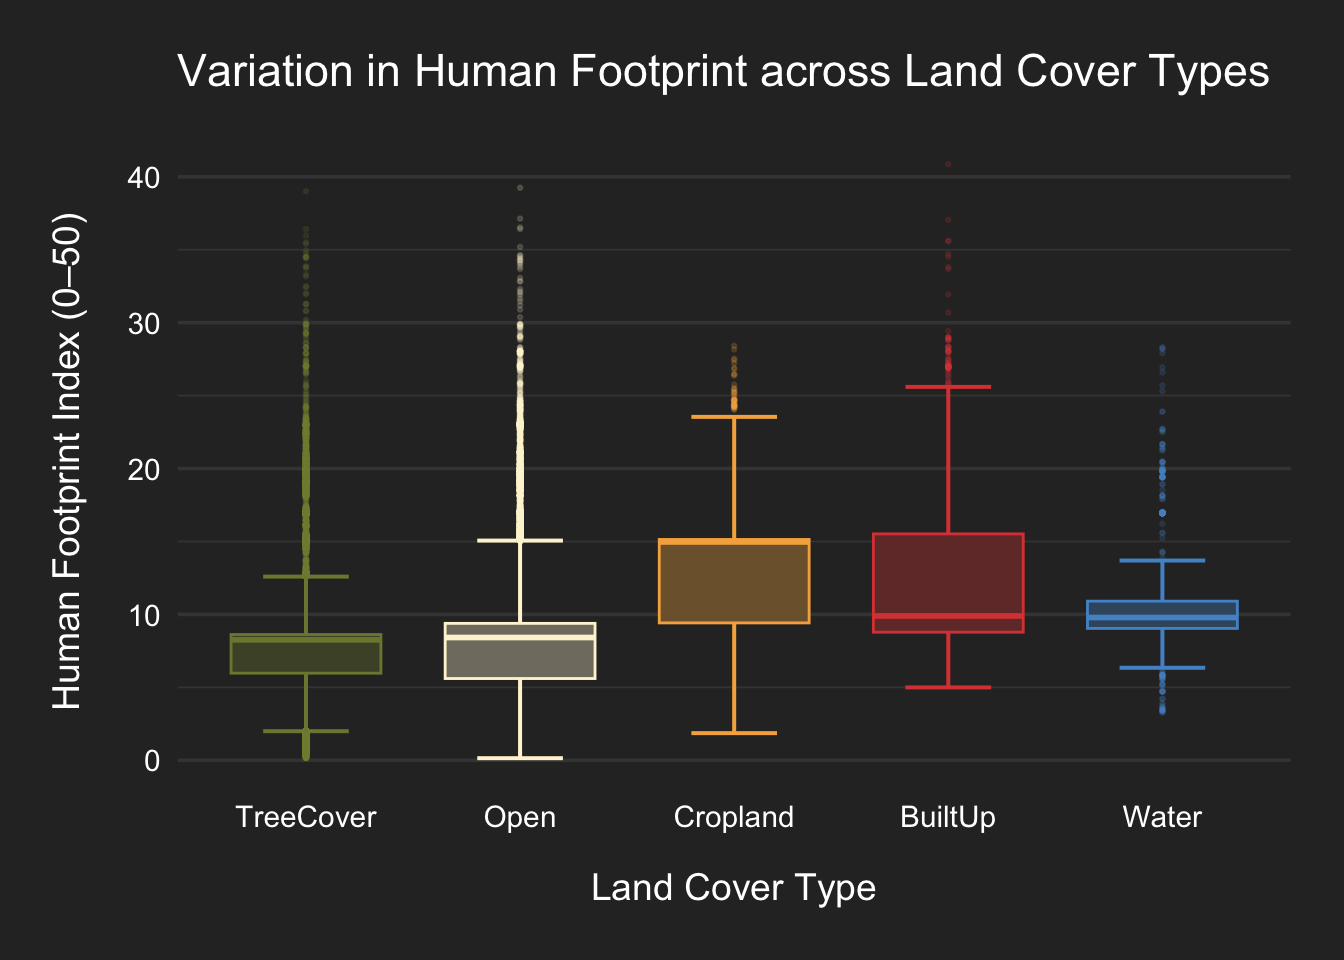 Variation in Human Footprint across Land Cover Types
Human Footprint Index (0–50)
40
30
20
10
0
TreeCover Open Cropland BuiltUp Water
Land Cover Type